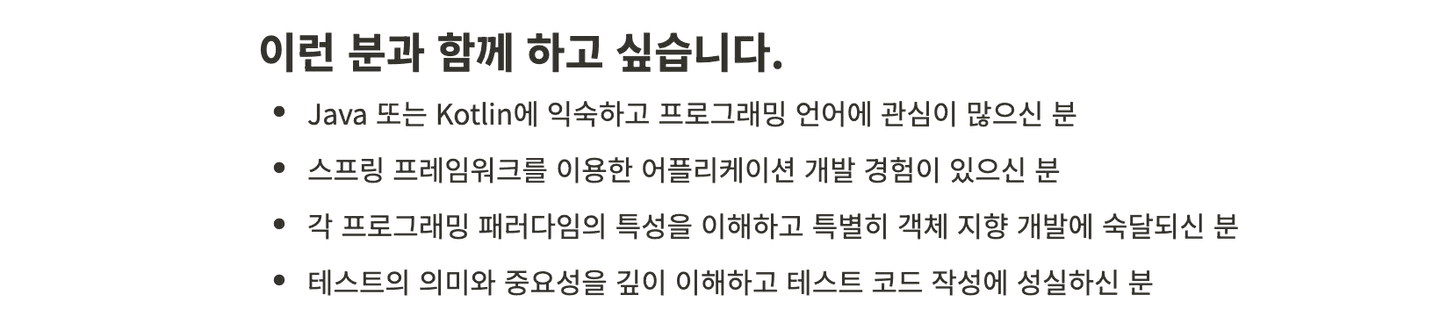 이런 분과 함께 하고 싶습니다.
• Java 또는 Kotlin에 익숙하고 프로그래밍 언어에 관심이 많으신 분
• 스프링 프레임워크를 이용한 어플리케이션 개발 경험이 있으신 분
• 각 프로그래밍 패러다임의 특성을 이해하고 특별히 객체 지향 개발에 숙달되신 분
• 테스트의 의미와 중요성을 깊이 이해하고 테스트 코드 작성에 성실하신 분